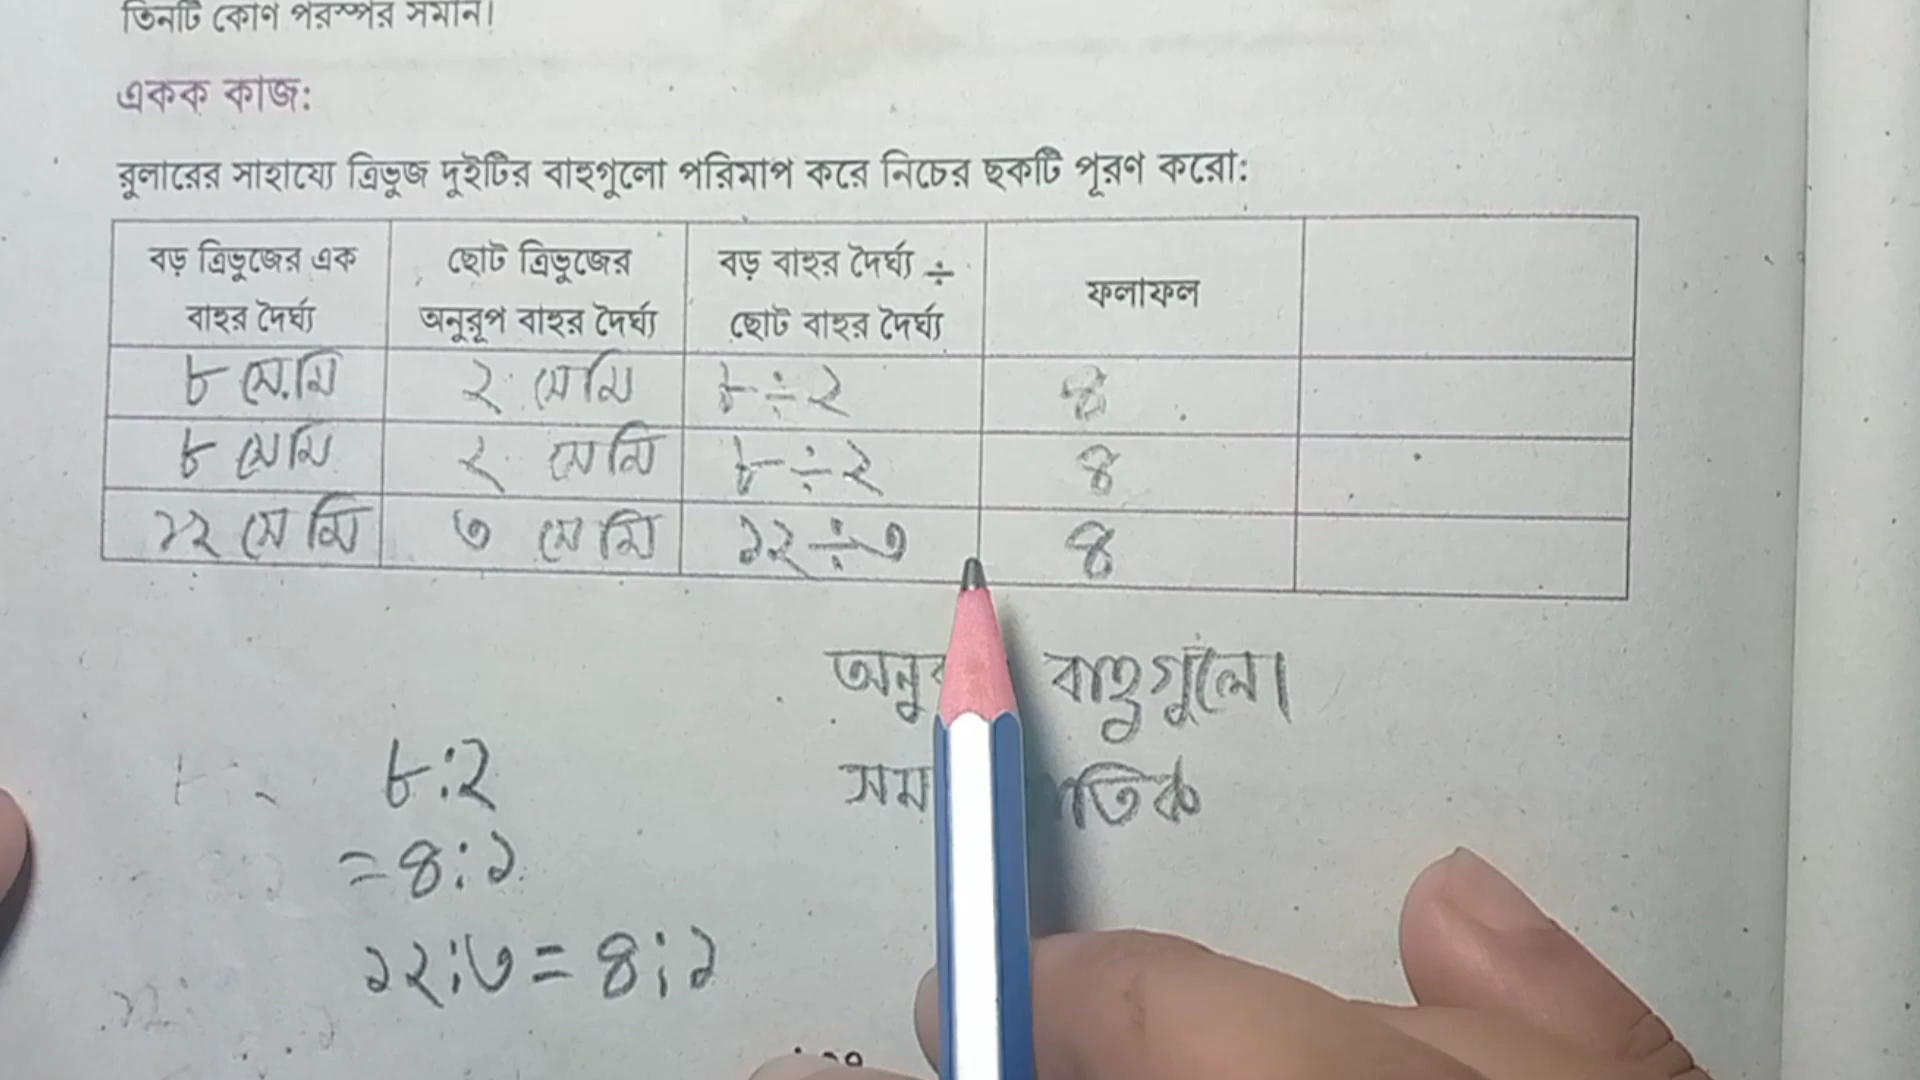 তিনটি কোণ পরস্পর সমান।
একক কাজ:
রুলারের সাহায্যে ত্রিভুজ দুইটির বাহুগুলো পরিমাপ করে নিচের ছকটি পূরণ করো:
বড় ত্রিভুজের এক বাহুর দৈর্ঘ্য
ছোট ত্রিভুজের অনুরূপ বাহুর দৈর্ঘ্য
বড় বাহুর দৈর্ঘ্য ÷ ছোট বাহুর দৈর্ঘ্য
ফলাফল
৮ সে.মি ২ সেমি ৮÷২ ৪
৮ সেমি ২ সেমি ৮÷২ ৪
১২ সেমি ৩ সেমি ১২÷৩ ৪
বাহুগুলো
৮:২
=৪:১
১২:৩=৪:১